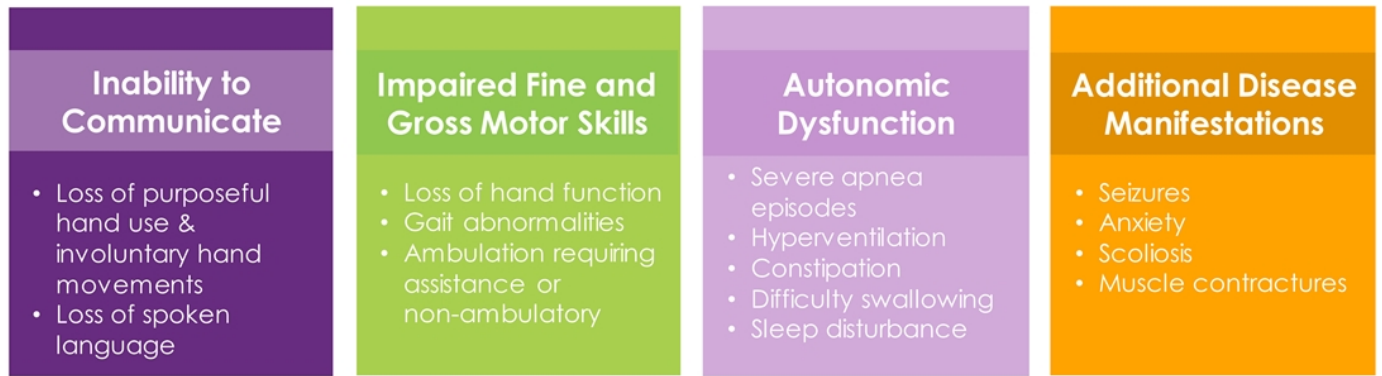 Inability to
Communicate
• Loss of purposeful
hand use &
involuntary hand
movements
• Loss of spoken
language
Impaired Fine and
Gross Motor Skills
• Loss of hand function
• Gait abnormalities
• Ambulation requiring
assistance or
non-ambulatory
Autonomic
Dysfunction
• Severe apnea
episodes
• Hyperventilation
• Constipation
• Difficulty swallowing
• Sleep disturbance
Additional Disease
Manifestations
• Seizures
• Anxiety
• Scoliosis
• Muscle contractures